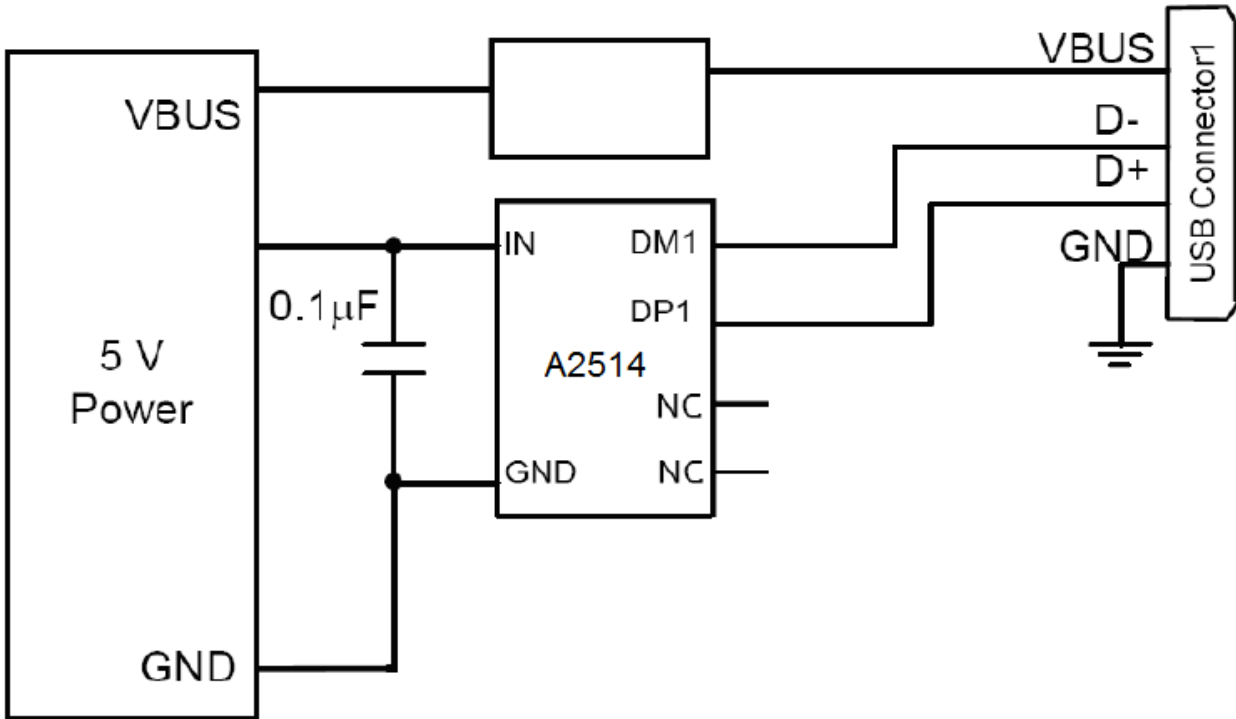 VBUS
VBUS
D-
D+
GND
USB Connector1
IN
DM1
0.1μF
DP1
5 V
Power
A2514
NC
GND
NC
GND